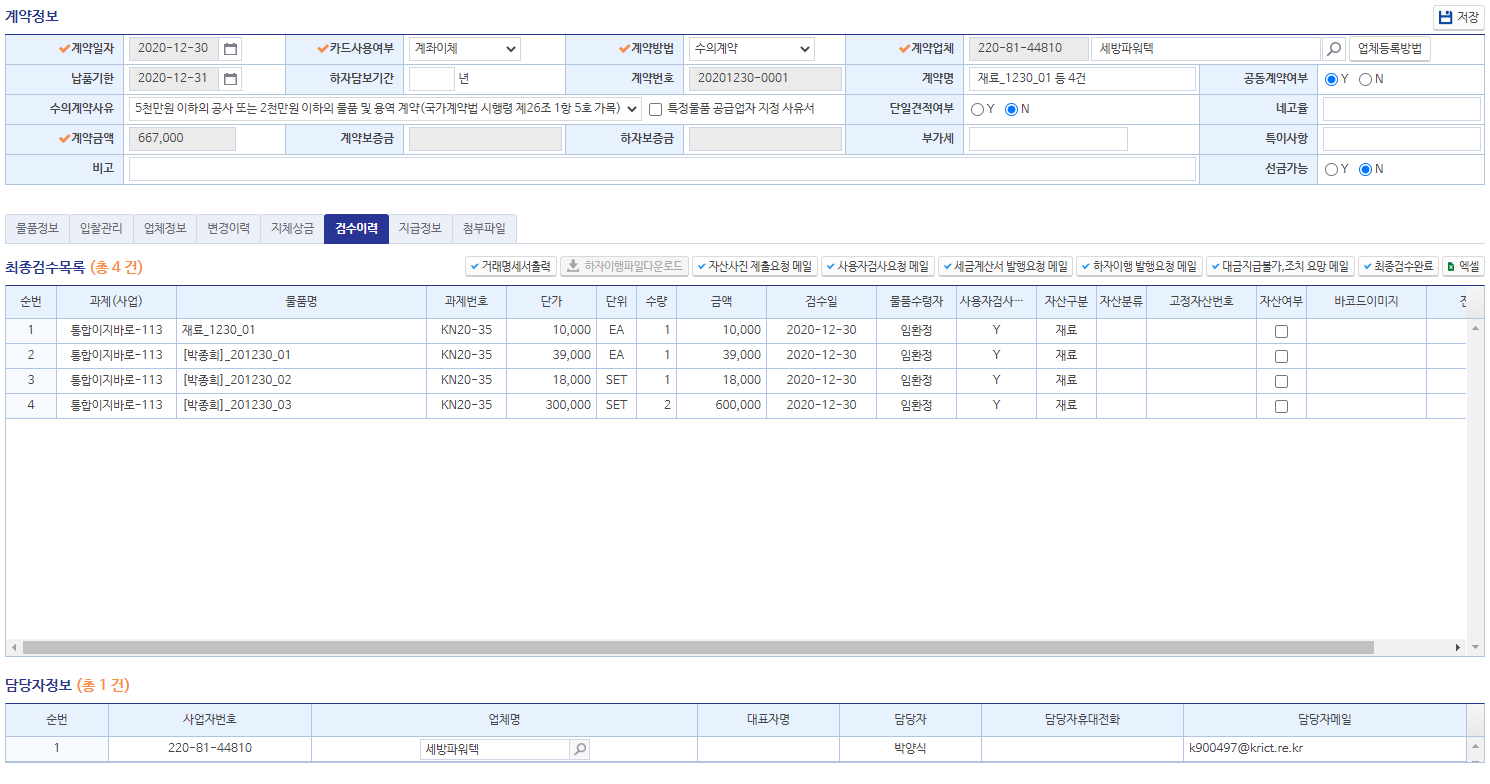 계약정보
저장
계약일자 2020-12-30 카드사용여부 계좌이체 계약방법 수의계약 계약업체 220-81-44810 세방파워텍 업체등록방법
납품기한 2020-12-31 하자담보기간 년 계약번호 20201230-0001 계약명 재료_1230_01 등 4건 공동계약여부 Y N
수의계약사유 5천만원 이하의 공사 또는 2천만원 이하의 물품 및 용역 계약(국가계약법 시행령 제26조 1항 5호 가목) 특정물품 공급업자 지정 사유서 단일견적여부 Y N 네고율
계약금액 667,000 계약보증금 하자보증금 부가세 특이사항
비고 선금가능 Y N
물품정보 입찰관리 업체정보 변경이력 지체상금 검수이력 지급정보 첨부파일
최종검수목록 (총 4 건) 거래명세서출력 하자이행파일다운로드 자산사진 제출요청 메일 사용자검사요청 메일 세금계산서 발행요청 메일 하자이행 발행요청 메일 대금지급불가,조치 요망 메일 최종검수완료 엑셀
순번 과제(사업) 물품명 과제번호 단가 단위 수량 금액 검수일 물품수령자 사용자검사… 자산구분 자산분류 고정자산번호 자산여부 바코드이미지
1 통합이지바로-113 재료_1230_01 KN20-35 10,000 EA 1 10,000 2020-12-30 임환정 Y 재료
2 통합이지바로-113 [박종희]_201230_01 KN20-35 39,000 EA 1 39,000 2020-12-30 임환정 Y 재료
3 통합이지바로-113 [박종희]_201230_02 KN20-35 18,000 SET 1 18,000 2020-12-30 임환정 Y 재료
4 통합이지바로-113 [박종희]_201230_03 KN20-35 300,000 SET 2 600,000 2020-12-30 임환정 Y 재료
담당자정보 (총 1 건)
순번 사업자번호 업체명 대표자명 담당자 담당자휴대전화 담당자메일
1 220-81-44810 세방파워텍 박양식 k900497@krict.re.kr